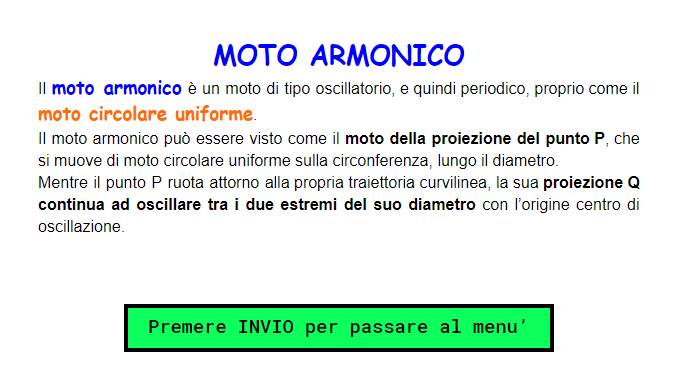 MOTO ARMONICO
Il moto armonico è un moto di tipo oscillatorio, e quindi periodico, proprio come il
moto circolare uniforme.
Il moto armonico può essere visto come il moto della proiezione del punto P, che
si muove di moto circolare uniforme sulla circonferenza, lungo il diametro.
Mentre il punto P ruota attorno alla propria traiettoria curvilinea, la sua proiezione Q
continua ad oscillare tra i due estremi del suo diametro con l’origine centro di
oscillazione.
Premere INVIO per passare al menu’